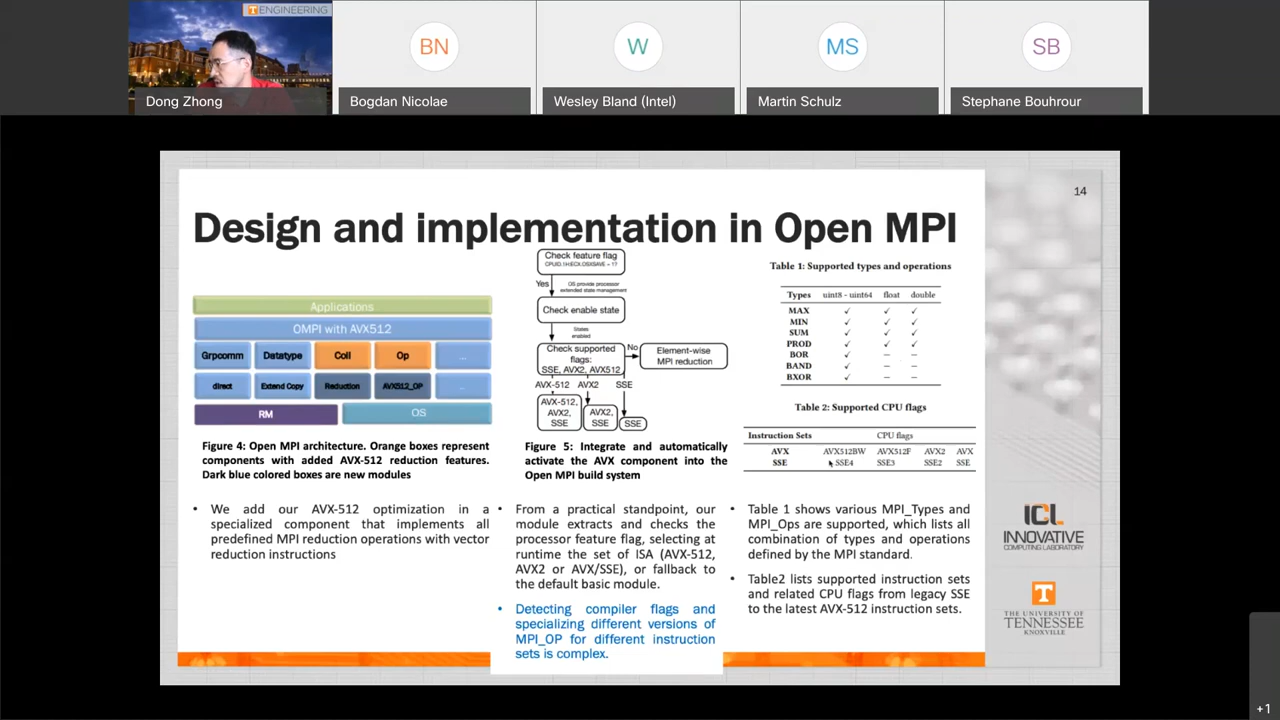 ENGINEERING
BN
W
MS
SB
Dong Zhong
Bogdan Nicolae
Wesley Bland (Intel)
Martin Schulz
Stephane Bouhrour
14
Design and implementation in Open MPI
Applications
OMPI with AVX512
Grpcomm Datatype Coll Op ...
direct Extend Copy Reduction AVX512_OP ...
RM OS
Figure 4: Open MPI architecture. Orange boxes represent
components with added AVX-512 reduction features.
Dark blue colored boxes are new modules
• We add our AVX-512 optimization in a
specialized component that implements all
predefined MPI reduction operations with vector
reduction instructions
Check feature flag
Yes
OS provide processor
extended state management
Check enable state
States
enabled
Check supported
flags:
SSE, AVX2, AVX512
No
Element-wise
MPI reduction
AVX-512 AVX2 SSE
AVX-512,
AVX2,
SSE
AVX2,
SSE
SSE
Figure 5: Integrate and automatically
activate the AVX component into the
Open MPI build system
• From a practical standpoint, our
module extracts and checks the
processor feature flag, selecting at
runtime the set of ISA (AVX-512,
AVX2 or AVX/SSE), or fallback to
the default basic module.
• Detecting compiler flags and
specializing different versions of
MPI_OP for different instruction
sets is complex.
Table 1: Supported types and operations
Types uint8 - uint64 float double
MAX ✓ ✓ ✓
MIN ✓ ✓ ✓
SUM ✓ ✓ ✓
PROD ✓ ✓ ✓
BOR ✓ — —
BAND ✓ — —
BXOR ✓ — —
Table 2: Supported CPU flags
Instruction Sets CPU flags
AVX AVX512BW AVX512F AVX2 AVX
SSE SSE4 SSE3 SSE2 SSE
• Table 1 shows various MPI_Types and
MPI_Ops are supported, which lists all
combination of types and operations
defined by the MPI standard.
• Table2 lists supported instruction sets
and related CPU flags from legacy SSE
to the latest AVX-512 instruction sets.
ICL
INNOVATIVE
COMPUTING LABORATORY
T
THE UNIVERSITY OF
TENNESSEE
KNOXVILLE
+1